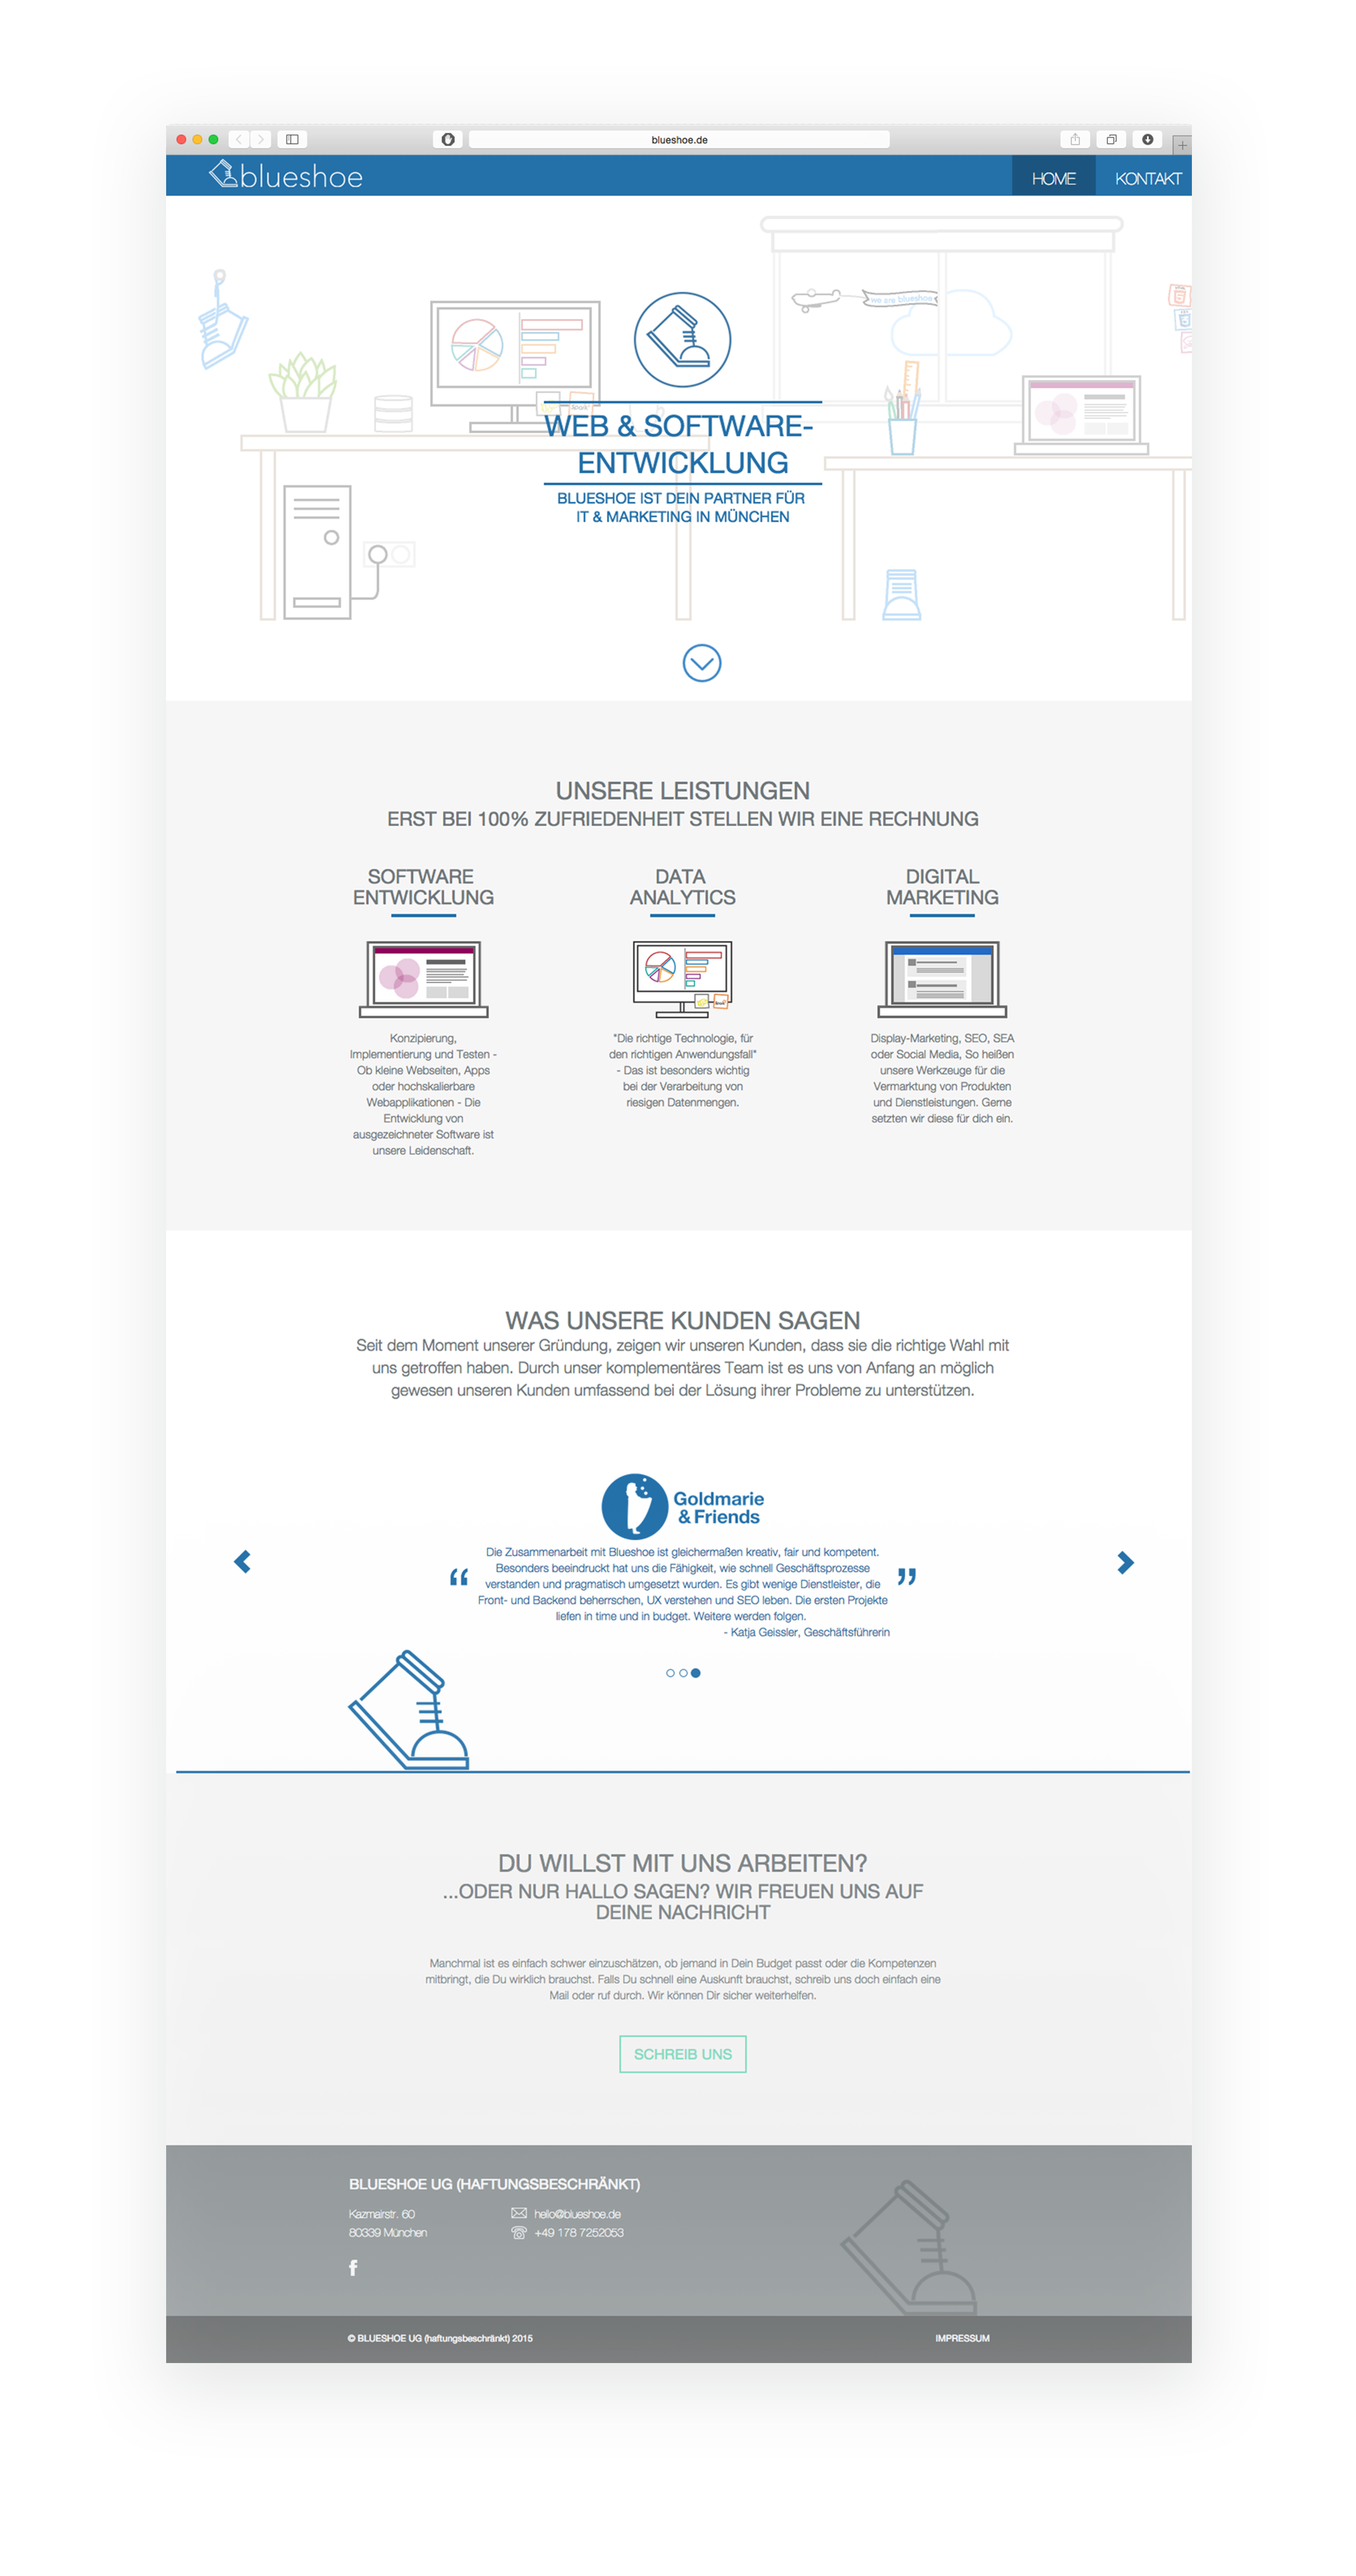 blueshoe.de
blueshoe
HOME
KONTAKT
we are blueshoe
WEB & SOFTWARE-
ENTWICKLUNG
BLUESHOE IST DEIN PARTNER FÜR
IT & MARKETING IN MÜNCHEN
UNSERE LEISTUNGEN
ERST BEI 100% ZUFRIEDENHEIT STELLEN WIR EINE RECHNUNG
SOFTWARE
ENTWICKLUNG
Konzipierung,
Implementierung und Testen -
Ob kleine Webseiten, Apps
oder hochskalierbare
Webapplikationen - Die
Entwicklung von
ausgezeichneter Software ist
unsere Leidenschaft.
DATA
ANALYTICS
"Die richtige Technologie, für
den richtigen Anwendungsfall"
- Das ist besonders wichtig
bei der Verarbeitung von
riesigen Datenmengen.
DIGITAL
MARKETING
Display-Marketing, SEO, SEA
oder Social Media, So heißen
unsere Werkzeuge für die
Vermarktung von Produkten
und Dienstleistungen. Gerne
setzten wir diese für dich ein.
WAS UNSERE KUNDEN SAGEN
Seit dem Moment unserer Gründung, zeigen wir unseren Kunden, dass sie die richtige Wahl mit
uns getroffen haben. Durch unser komplementäres Team ist es uns von Anfang an möglich
gewesen unseren Kunden umfassend bei der Lösung ihrer Probleme zu unterstützen.
Goldmarie
& Friends
“ Die Zusammenarbeit mit Blueshoe ist gleichermaßen kreativ, fair und kompetent.
Besonders beeindruckt hat uns die Fähigkeit, wie schnell Geschäftsprozesse
verstanden und pragmatisch umgesetzt wurden. Es gibt wenige Dienstleister, die
Front- und Backend beherrschen, UX verstehen und SEO leben. Die ersten Projekte
liefen in time und in budget. Weitere werden folgen. ”
- Katja Geissler, Geschäftsführerin
DU WILLST MIT UNS ARBEITEN?
...ODER NUR HALLO SAGEN? WIR FREUEN UNS AUF
DEINE NACHRICHT
Manchmal ist es einfach schwer einzuschätzen, ob jemand in Dein Budget passt oder die Kompetenzen
mitbringt, die Du wirklich brauchst. Falls Du schnell eine Auskunft brauchst, schreib uns doch einfach eine
Mail oder ruf durch. Wir können Dir sicher weiterhelfen.
SCHREIB UNS
BLUESHOE UG (HAFTUNGSBESCHRÄNKT)
Kazmairstr. 60
80339 München
hello@blueshoe.de
+49 178 7252053
f
© BLUESHOE UG (haftungsbeschränkt) 2015
IMPRESSUM